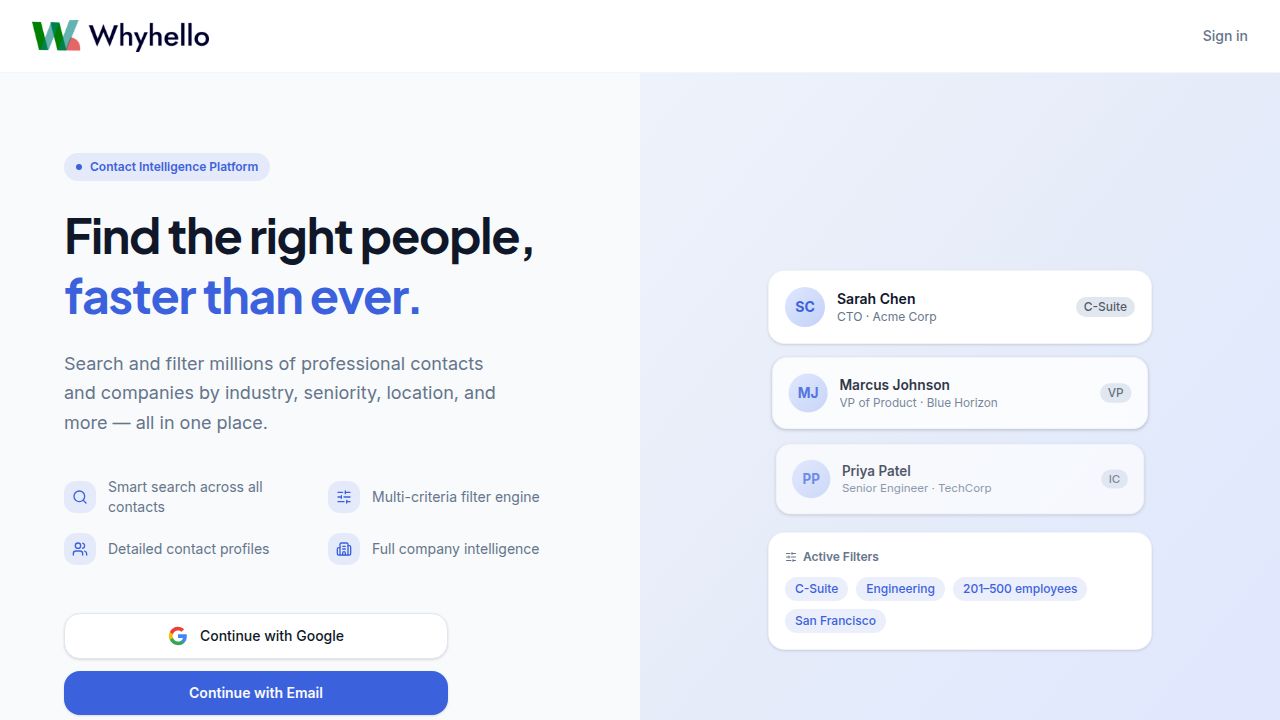 Whyhello
Sign in
Contact Intelligence Platform
Find the right people,
faster than ever.
Search and filter millions of professional contacts
and companies by industry, seniority, location, and
more — all in one place.
Smart search across all
contacts
Multi-criteria filter engine
Detailed contact profiles
Full company intelligence
Continue with Google
Continue with Email
SC
Sarah Chen
CTO · Acme Corp
C-Suite
MJ
Marcus Johnson
VP of Product · Blue Horizon
VP
PP
Priya Patel
Senior Engineer · TechCorp
IC
Active Filters
C-Suite
Engineering
201–500 employees
San Francisco